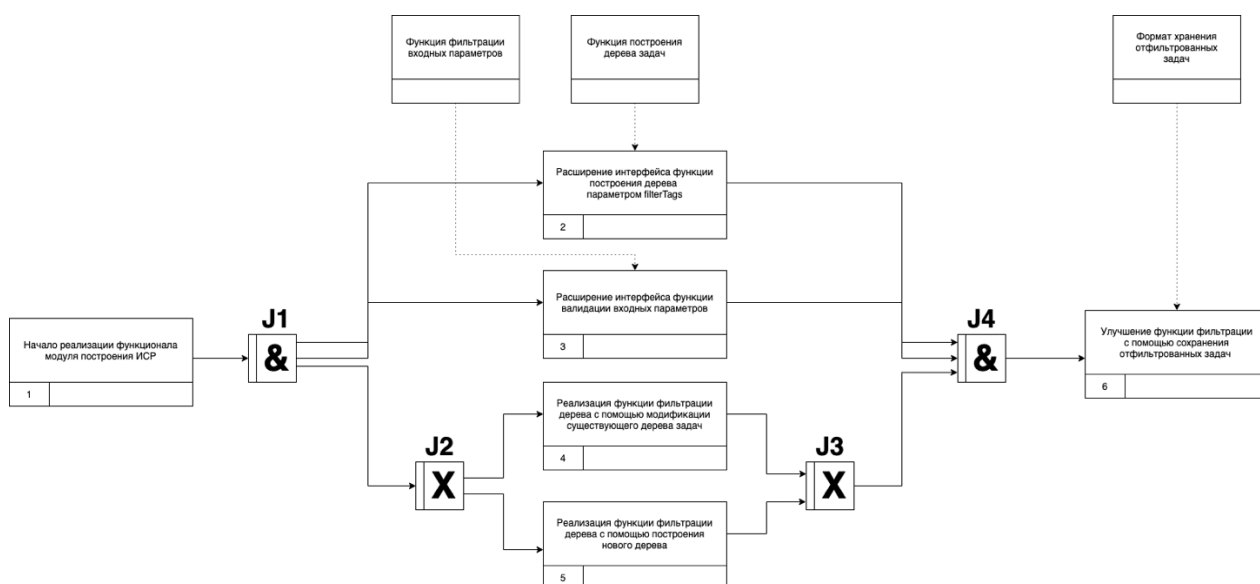 Функция фильтрации
входных параметров
Функция построения
дерева задач
Формат хранения
отфильтрованных
задач
Расширение интерфейса функции
построения дерева
параметром filterTags
2
Расширение интерфейса функции
валидации входных параметров
3
J1
&
Начало реализации функционала
модуля построения ИСР
1
J4
&
Улучшение функции фильтрации
с помощью сохранения
отфильтрованных задач
6
Реализация функции фильтрации
дерева с помощью модификации
существующего дерева задач
4
J2
X
J3
X
Реализация функции фильтрации
дерева с помощью построения
нового дерева
5